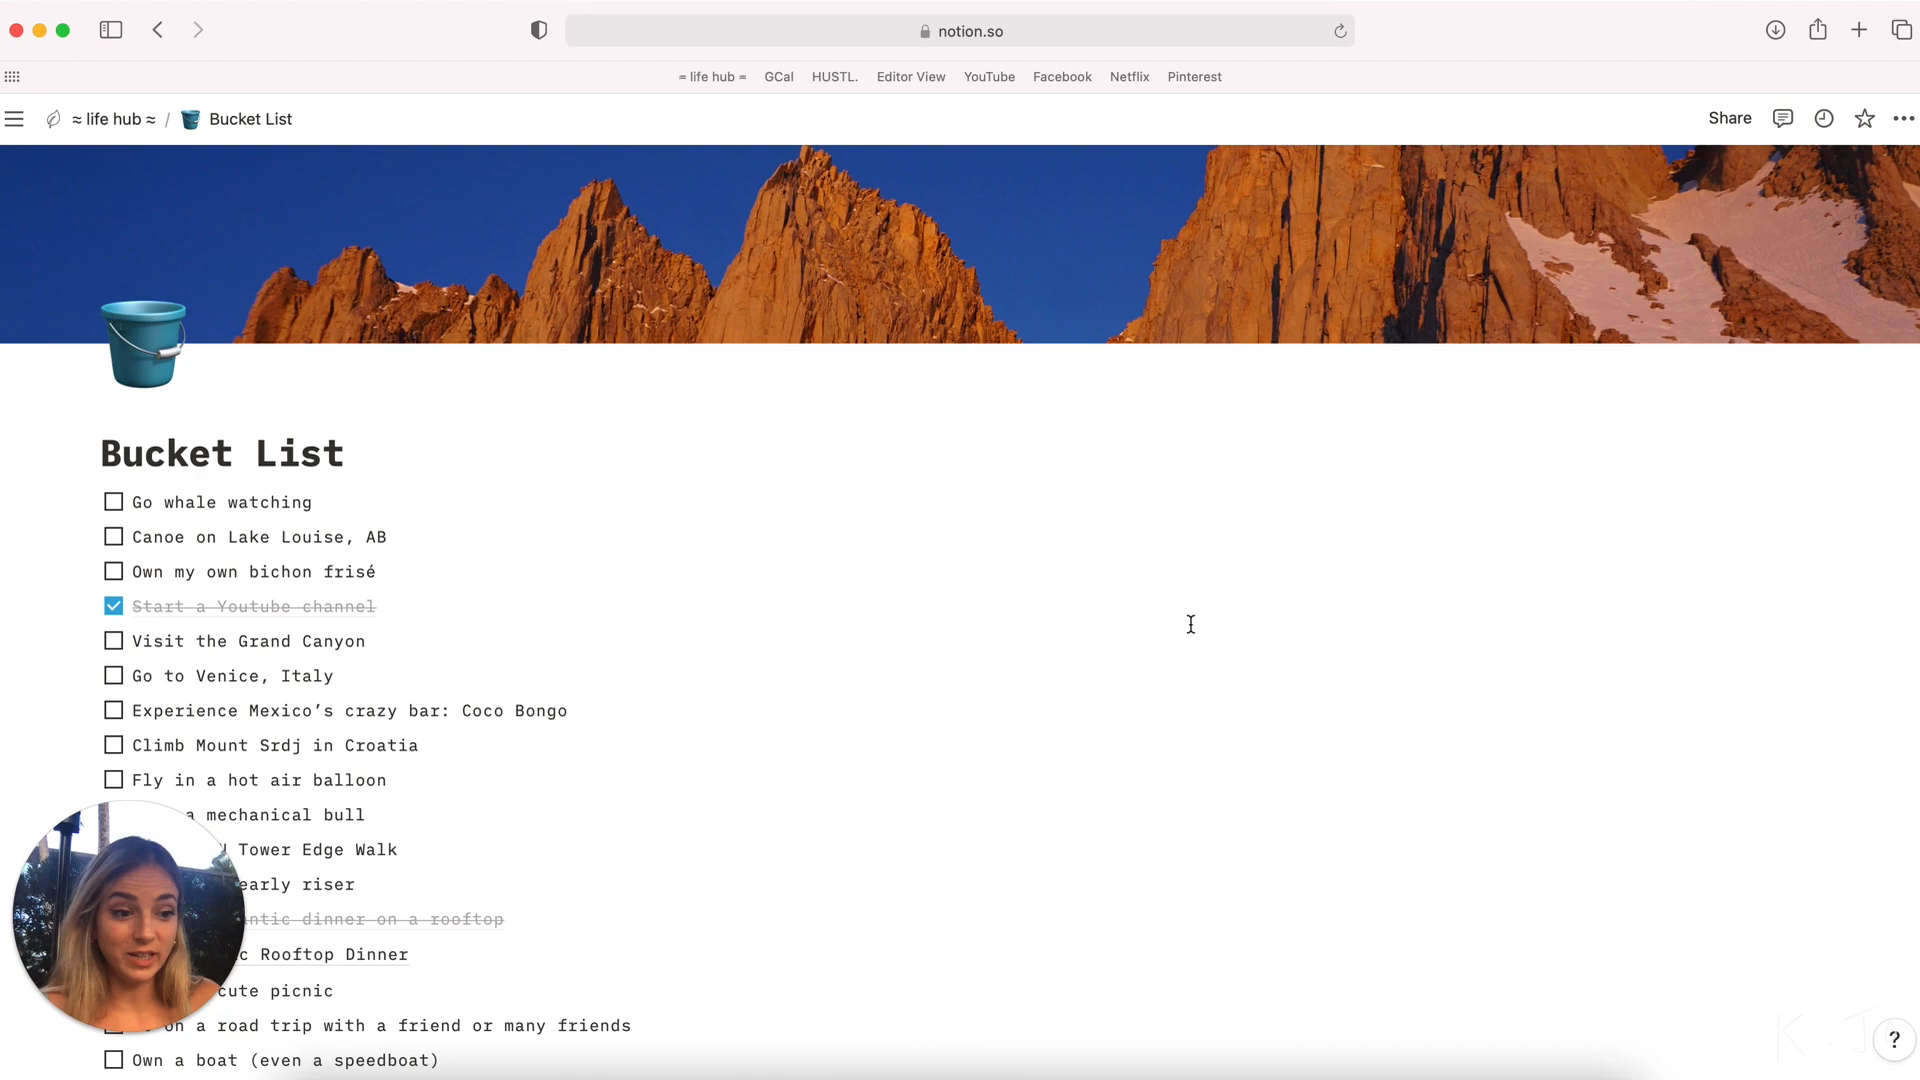 notion.so
≈ life hub ≈ GCal HUSTL. Editor View YouTube Facebook Netflix Pinterest
≈ life hub ≈ / Bucket List
Share
Bucket List
Go whale watching
Canoe on Lake Louise, AB
Own my own bichon frisé
Start a Youtube channel
Visit the Grand Canyon
Go to Venice, Italy
Experience Mexico’s crazy bar: Coco Bongo
Climb Mount Srdj in Croatia
Fly in a hot air balloon
a mechanical bull
Tower Edge Walk
early riser
dinner on a rooftop
Rooftop Dinner
cute picnic
on a road trip with a friend or many friends
Own a boat (even a speedboat)
?